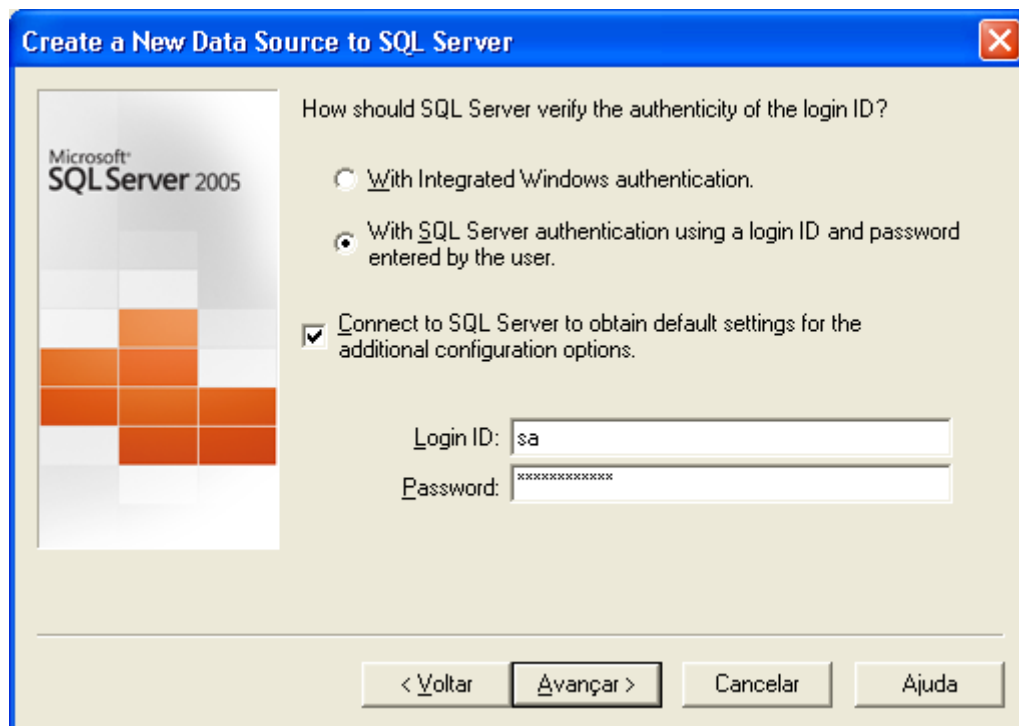 Create a New Data Source to SQL Server
Microsoft
SQL Server 2005
How should SQL Server verify the authenticity of the login ID?
With Integrated Windows authentication.
With SQL Server authentication using a login ID and password
entered by the user.
Connect to SQL Server to obtain default settings for the
additional configuration options.
Login ID: sa
Password: ************
< Voltar Avançar > Cancelar Ajuda